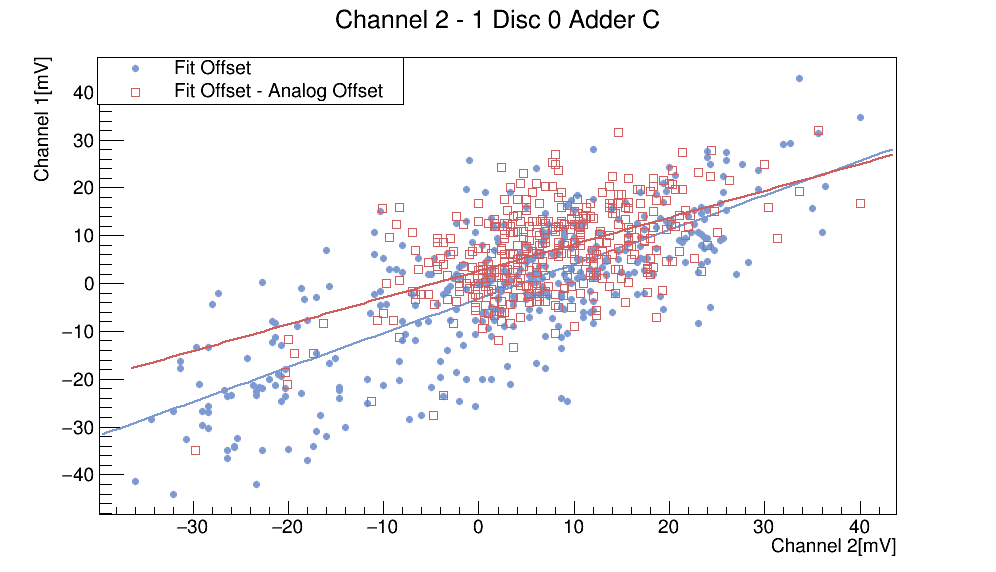 Channel 2 - 1 Disc 0 Adder C
Channel 1[mV]
Fit Offset
Fit Offset - Analog Offset
40
30
20
10
0
−10
−20
−30
−40
−30 −20 −10 0 10 20 30 40
Channel 2[mV]